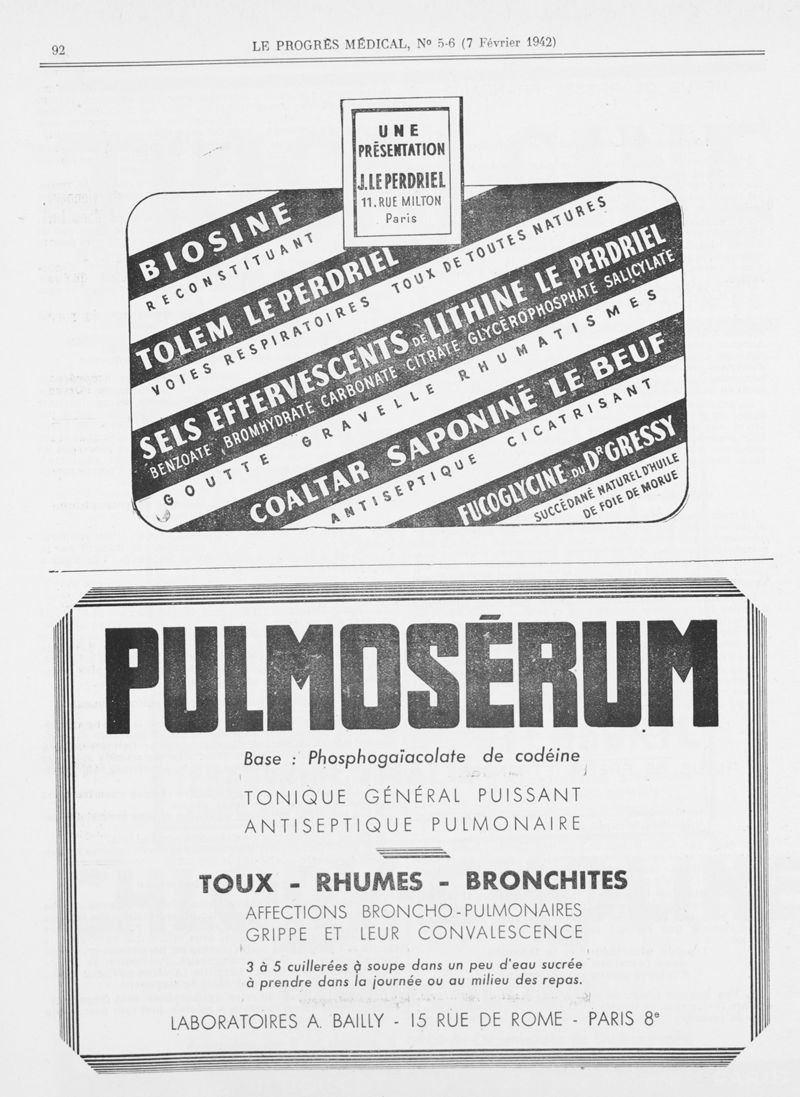 92
LE PROGRÈS MÉDICAL, Nº 5-6 (7 Février 1942)
UNE
PRÉSENTATION
J. LE PERDRIEL
11. RUE MILTON
Paris
BIOSINE
RECONSTITUANT
TOLEM LE PERDRIEL
VOIES RESPIRATOIRES TOUX DE TOUTES NATURES
SELS EFFERVESCENTS DE LITHINE LE PERDRIEL
BENZOATE BROMHYDRATE CARBONATE CITRATE GLYCÉROPHOSPHATE SALICYLATE
GOUTTE GRAVELLE RHUMATISMES
COALTAR SAPONINÉ LE BEUF
ANTISEPTIQUE CICATRISANT
FUCOGLYCINE DU Dr GRESSY
SUCCÉDANÉ NATUREL D'HUILE
DE FOIE DE MORUE
PULMOSÉRUM
Base : Phosphogaïacolate de codéine
TONIQUE GÉNÉRAL PUISSANT
ANTISEPTIQUE PULMONAIRE
TOUX - RHUMES - BRONCHITES
AFFECTIONS BRONCHO-PULMONAIRES
GRIPPE ET LEUR CONVALESCENCE
3 à 5 cuillerées à soupe dans un peu d'eau sucrée
à prendre dans la journée ou au milieu des repas.
LABORATOIRES A. BAILLY - 15 RUE DE ROME - PARIS 8e